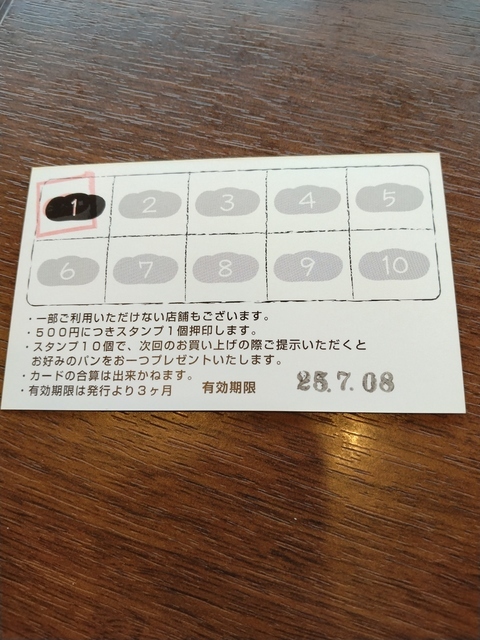 1 2 3 4 5
6 7 8 9 10
・一部ご利用いただけない店舗もございます。
・500円につきスタンプ1個押印します。
・スタンプ10個で、次回のお買い上げの際ご提示いただくと
お好みのパンをお一つプレゼントいたします。
・カードの合算は出来かねます。
・有効期限は発行より3ヶ月 有効期限 25.7.08